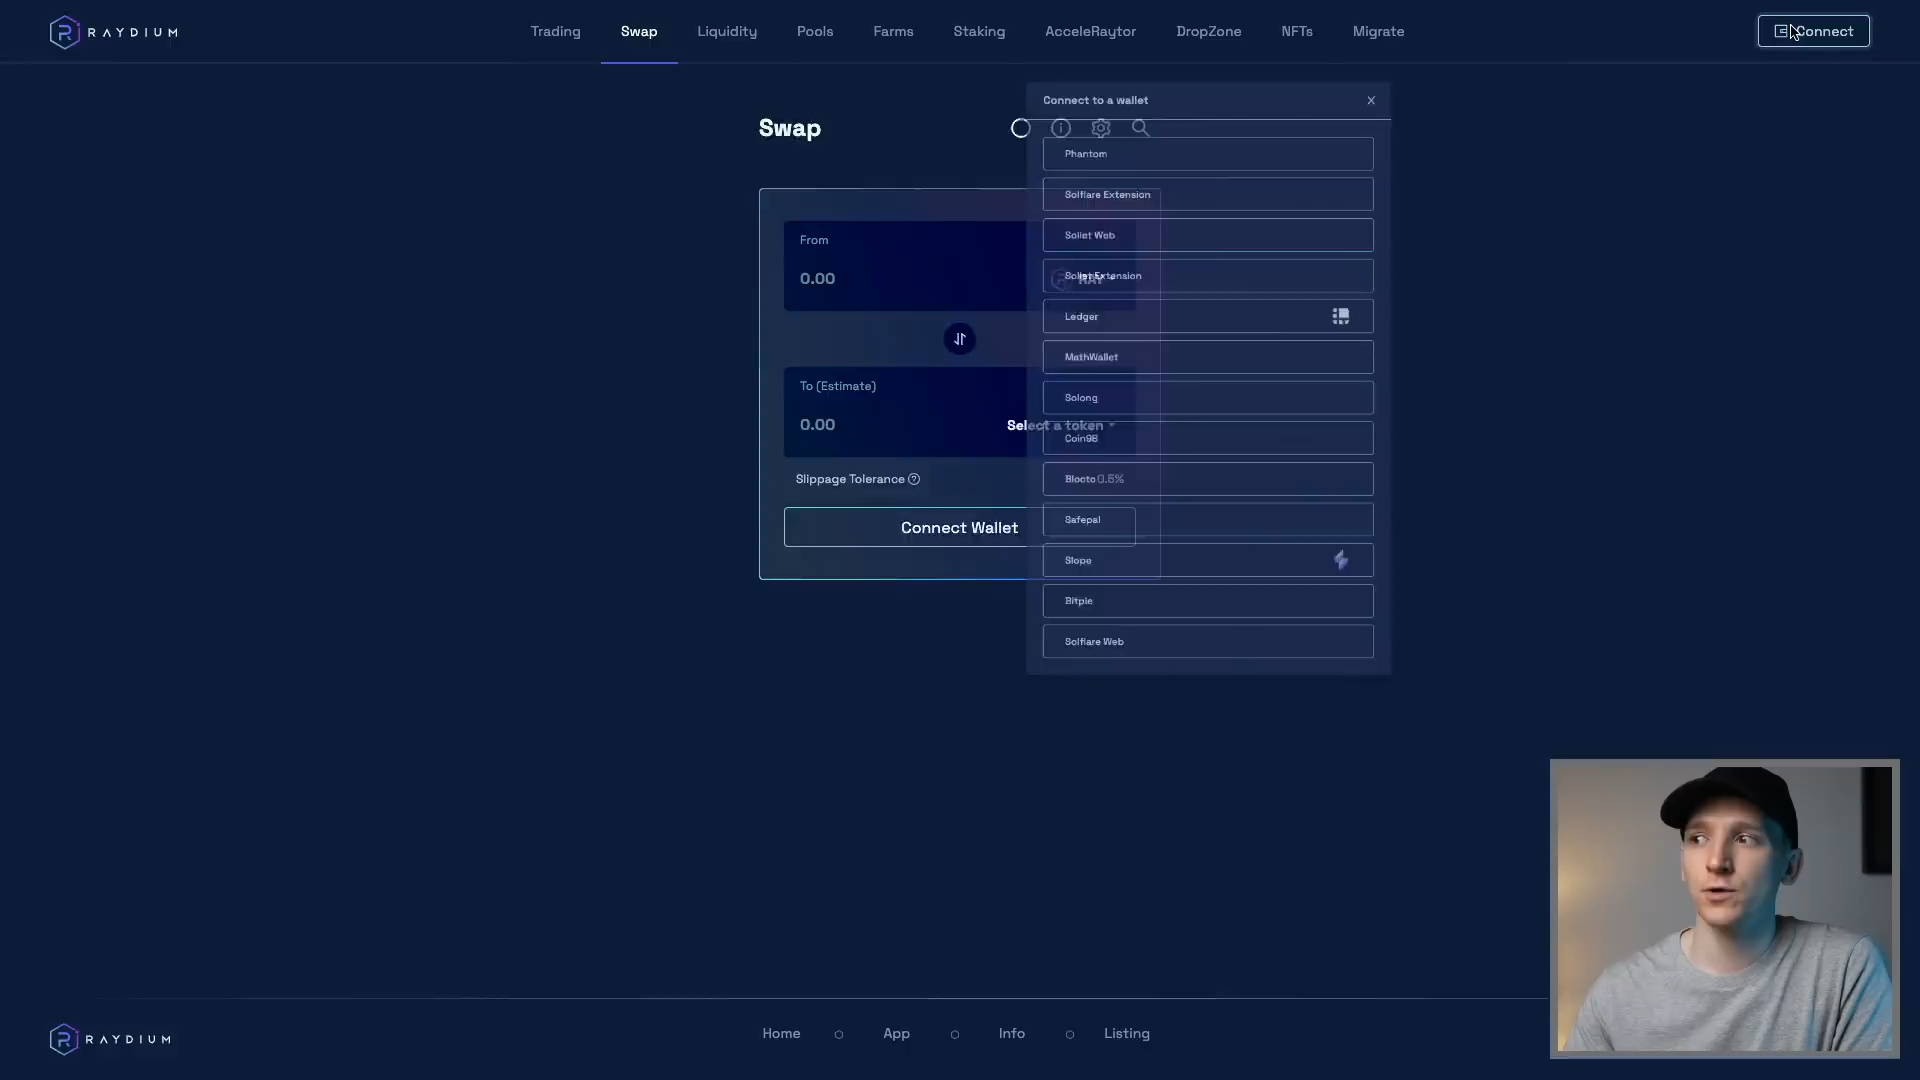 RAYDIUM
Trading
Swap
Liquidity
Pools
Farms
Staking
AcceleRaytor
DropZone
NFTs
Migrate
Connect
Connect to a wallet
X
Swap
Phantom
Solflare Extension
Sollet Web
Sollet Extension
Ledger
MathWallet
Solong
Coin98
Blocto
Safepal
Slope
Bitpie
Solflare Web
From
0.00
RAY
To (Estimate)
0.00
Select a token
Slippage Tolerance
0.5%
Connect Wallet
RAYDIUM
Home
App
Info
Listing